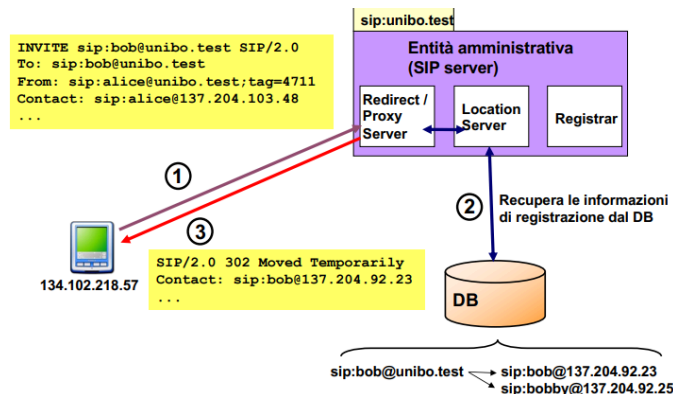 sip:unibo.test
INVITE sip:bob@unibo.test SIP/2.0
To: sip:bob@unibo.test
From: sip:alice@unibo.test;tag=4711
Contact: sip:alice@137.204.103.48
...
Entità amministrativa
(SIP server)
Redirect /
Proxy
Server
Location
Server
Registrar
1
2
Recupera le informazioni
di registrazione dal DB
3
134.102.218.57
SIP/2.0 302 Moved Temporarily
Contact: sip:bob@137.204.92.23
...
DB
sip:bob@unibo.test
sip:bob@137.204.92.23
sip:bobby@137.204.92.25